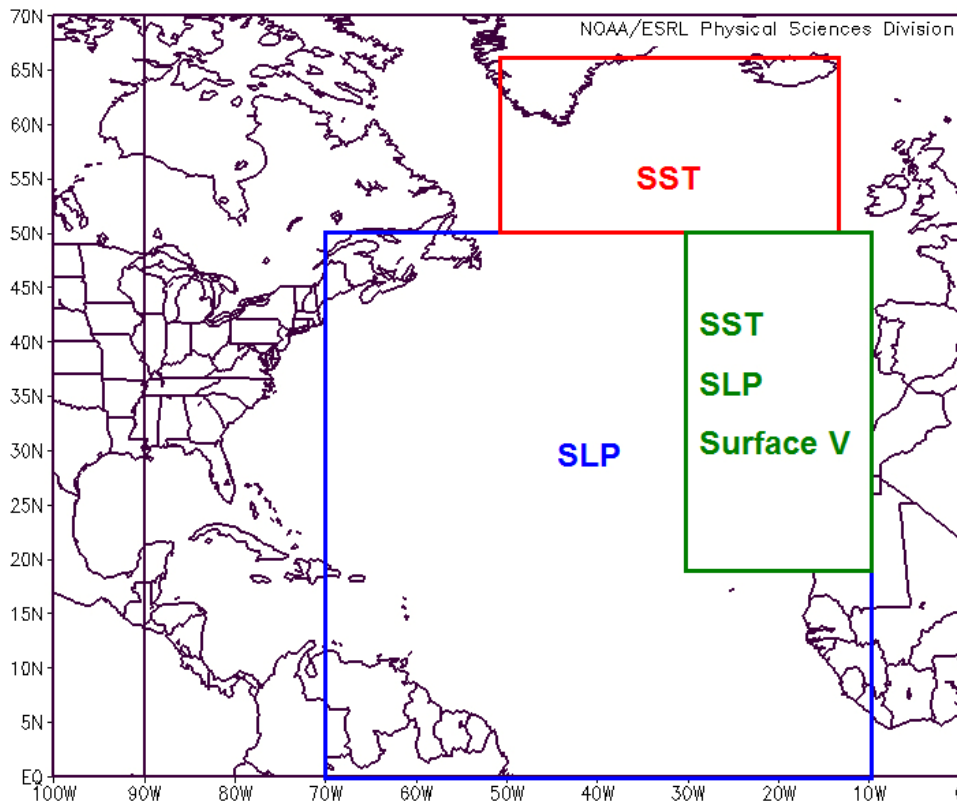 70N
NOAA/ESRL Physical Sciences Division
65N
60N
55N
SST
50N
45N
SST
40N
SLP
35N
Surface V
30N
SLP
25N
20N
15N
10N
5N
EQ
100W 90W 80W 70W 60W 50W 40W 30W 20W 10W 0